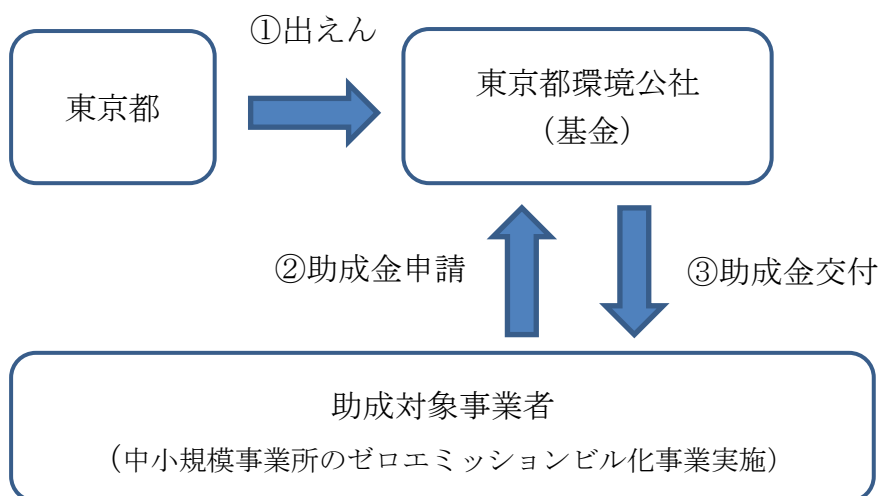 ①出えん
東京都
東京都環境公社
（基金）
②助成金申請
③助成金交付
助成対象事業者
（中小規模事業所のゼロエミッションビル化事業実施）